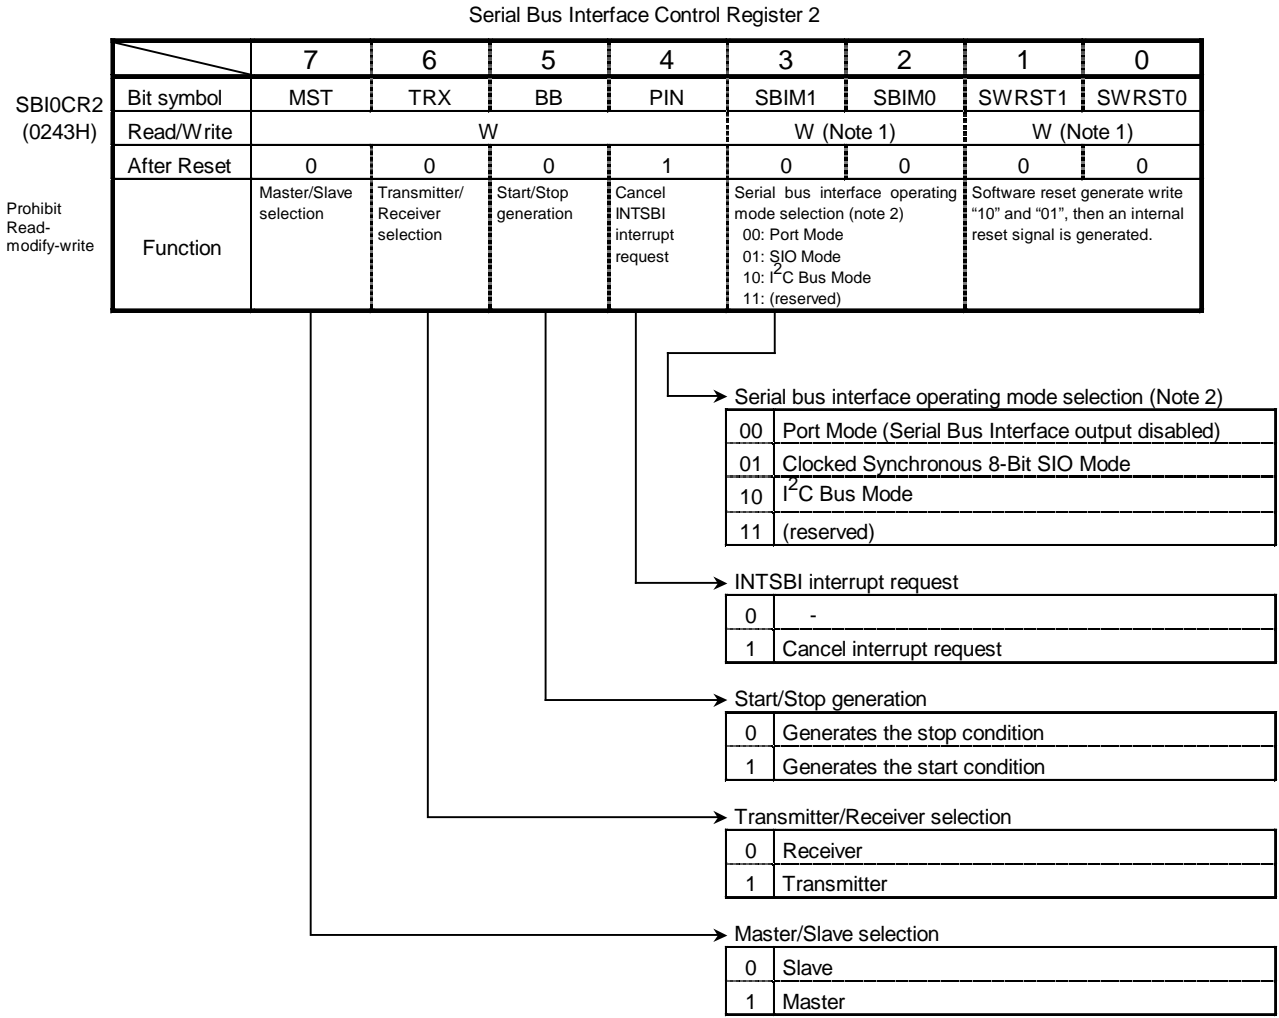 Serial Bus Interface Control Register 2
7 6 5 4 3 2 1 0
SBI0CR2
(0243H)
Bit symbol MST TRX BB PIN SBIM1 SBIM0 SWRST1 SWRST0
Read/Write W W (Note 1) W (Note 1)
After Reset 0 0 0 1 0 0 0 0
Prohibit
Read-
modify-write
Function
Master/Slave
selection
Transmitter/
Receiver
selection
Start/Stop
generation
Cancel
INTSBI
interrupt
request
Serial bus interface operating
mode selection (note 2)
00: Port Mode
01: SIO Mode
10: I2C Bus Mode
11: (reserved)
Software reset generate write
“10” and “01”, then an internal
reset signal is generated.
Serial bus interface operating mode selection (Note 2)
00 Port Mode (Serial Bus Interface output disabled)
01 Clocked Synchronous 8-Bit SIO Mode
10 I2C Bus Mode
11 (reserved)
INTSBI interrupt request
0 -
1 Cancel interrupt request
Start/Stop generation
0 Generates the stop condition
1 Generates the start condition
Transmitter/Receiver selection
0 Receiver
1 Transmitter
Master/Slave selection
0 Slave
1 Master